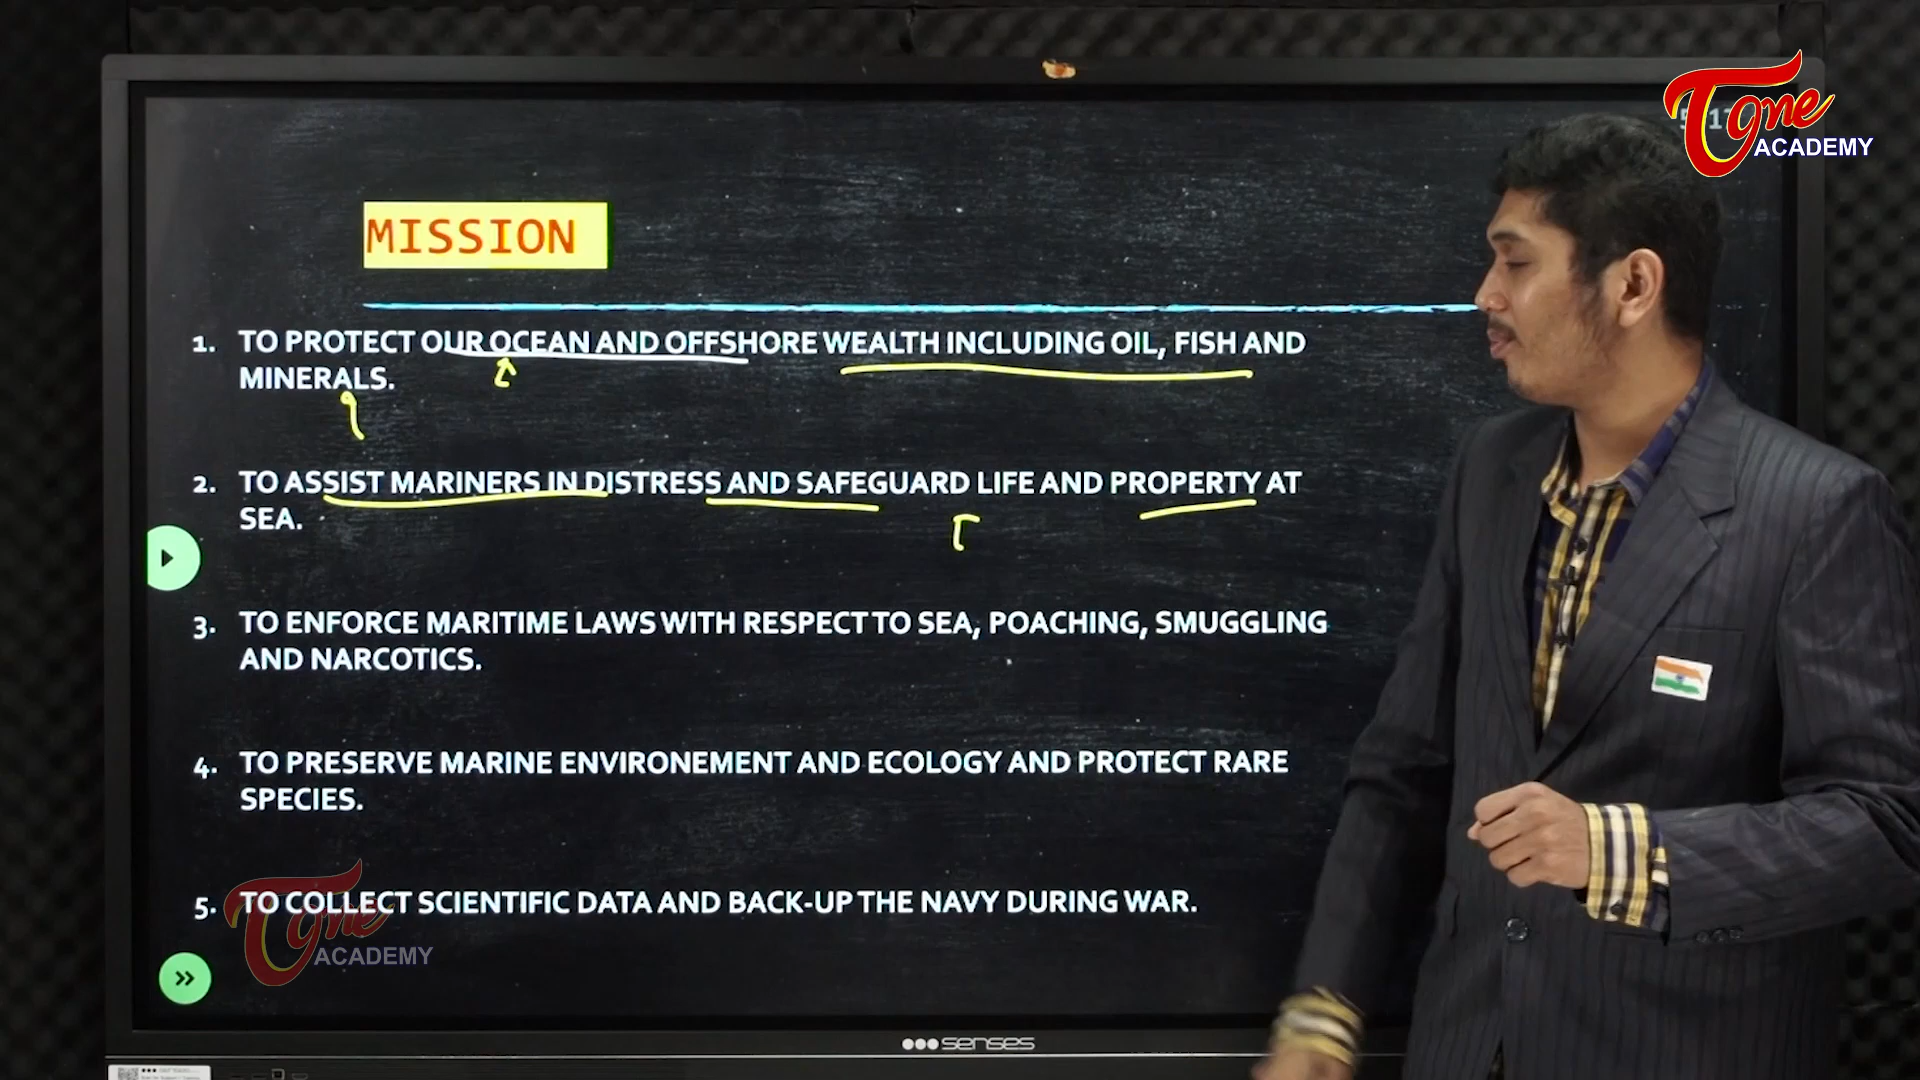 Tone
ACADEMY
MISSION
1. TO PROTECT OUR OCEAN AND OFFSHORE WEALTH INCLUDING OIL, FISH AND
MINERALS.
2. TO ASSIST MARINERS IN DISTRESS AND SAFEGUARD LIFE AND PROPERTY AT
SEA.
3. TO ENFORCE MARITIME LAWS WITH RESPECT TO SEA, POACHING, SMUGGLING
AND NARCOTICS.
4. TO PRESERVE MARINE ENVIRONEMENT AND ECOLOGY AND PROTECT RARE
SPECIES.
5. TO COLLECT SCIENTIFIC DATA AND BACK-UP THE NAVY DURING WAR.
Tone
ACADEMY
senses